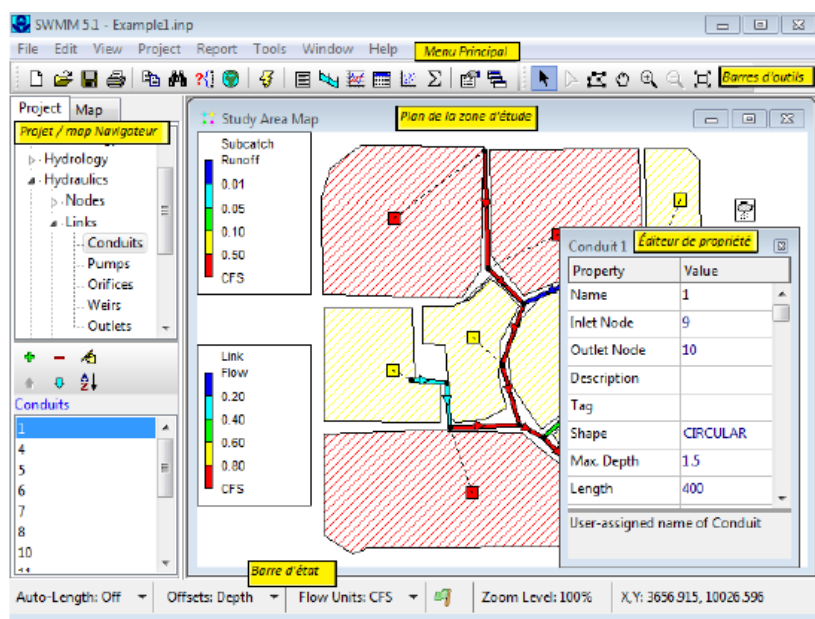 SWMM 5.1 - Example1.inp
File Edit View Project Report Tools Window Help
Menu Principal
Barres d'outils
Project Map
Projet / map Navigateur
Hydrology
Hydraulics
Nodes
Links
Conduits
Pumps
Orifices
Weirs
Outlets
Conduits
1
4
5
6
7
8
10
Study Area Map
Plan de la zone d'étude
Subcatch
Runoff
0.01
0.05
0.10
0.50
CFS
Link
Flow
0.20
0.40
0.60
0.80
CFS
Conduit 1
Éditeur de propriété
Property Value
Name 1
Inlet Node 9
Outlet Node 10
Description
Tag
Shape CIRCULAR
Max. Depth 1.5
Length 400
User-assigned name of Conduit
Barre d'état
Auto-Length: Off Offsets: Depth Flow Units: CFS Zoom Level: 100% X,Y: 3656.915, 10026.596